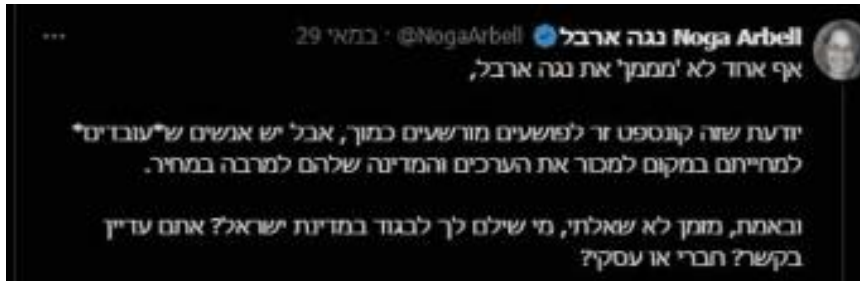 Noga Arbell נגה ארבל @NogaArbell · במאי 29
אף אחד לא 'מממן' את נגה ארבל,
יודעת שזה קונספט זר לפושעים מורשעים כמוך, אבל יש אנשים ש*עובדים*
למחייתם במקום למכור את הערכים והמדינה שלהם למרבה במחיר.
ובאמת, מזמן לא שאלתי, מי שילם לך לבגוד במדינת ישראל? אתם עדיין
בקשר? חברי או עסקי?